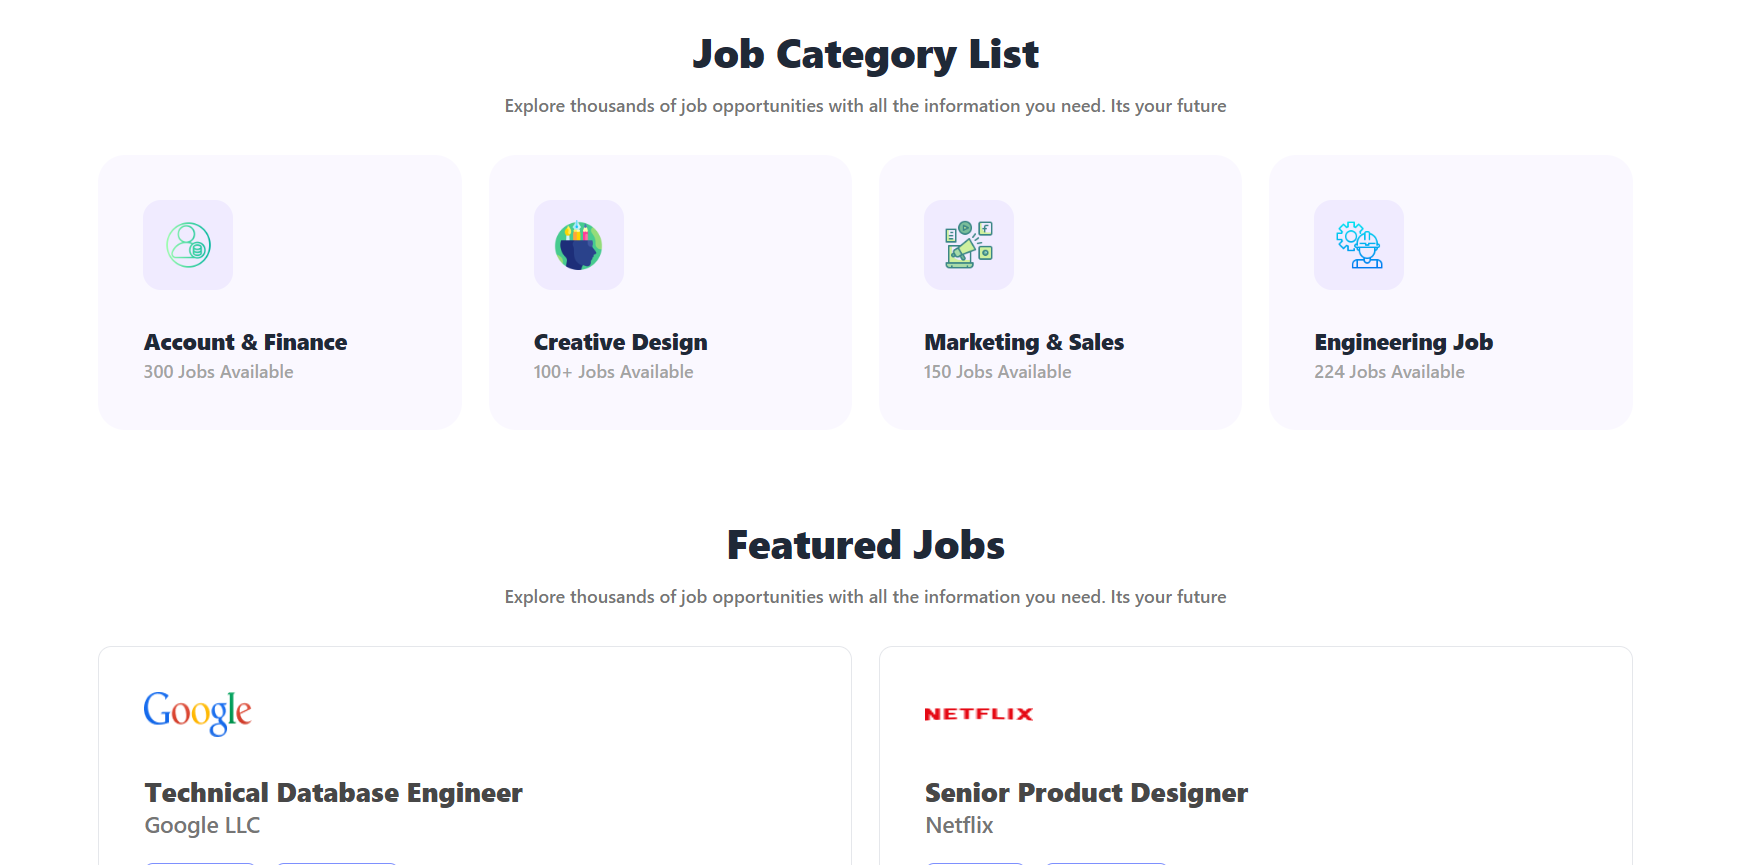 Job Category List
Explore thousands of job opportunities with all the information you need. Its your future
Account & Finance
300 Jobs Available
Creative Design
100+ Jobs Available
Marketing & Sales
150 Jobs Available
Engineering Job
224 Jobs Available
Featured Jobs
Explore thousands of job opportunities with all the information you need. Its your future
Google
Technical Database Engineer
Google LLC
NETFLIX
Senior Product Designer
Netflix